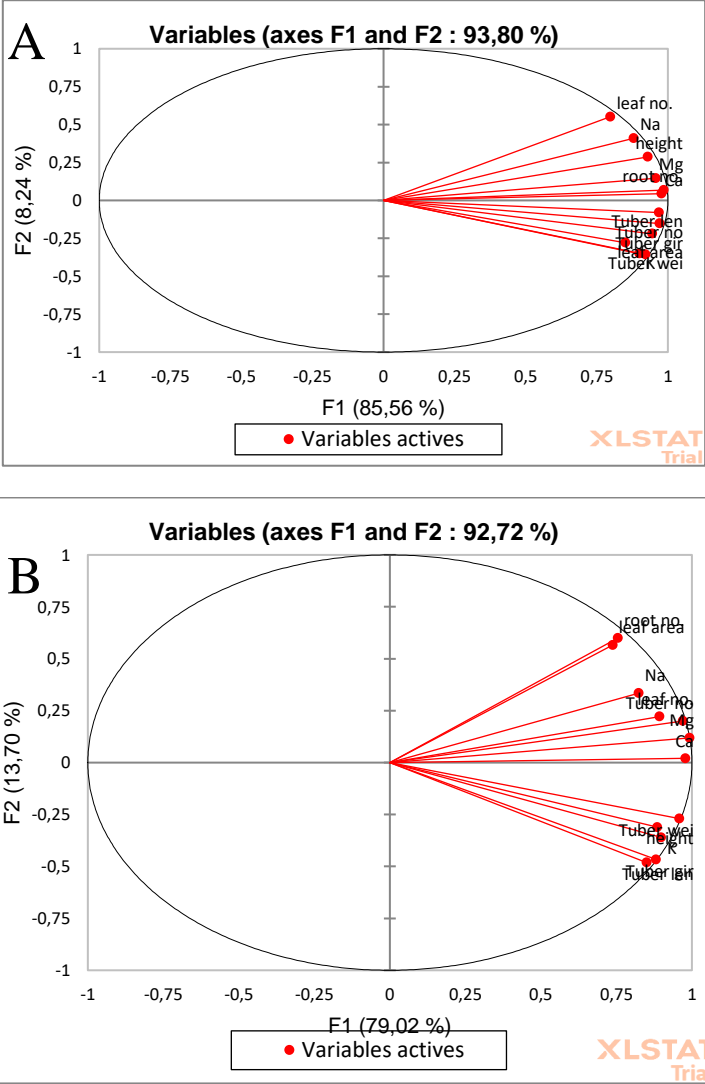 A
Variables (axes F1 and F2 : 93,80 %)
1
0,75
0,5
0,25
0
-0,25
-0,5
-0,75
-1
F2 (8,24 %)
leaf no.
Na
height
Mg
root no.
Ca
Tuber len
Tuber no
Tuber gir
leaf area
Tuber wei
K
-1
-0,75
-0,5
-0,25
0
0,25
0,5
0,75
1
F1 (85,56 %)
Variables actives
XLSTAT
Trial
B
Variables (axes F1 and F2 : 92,72 %)
1
0,75
0,5
0,25
0
-0,25
-0,5
-0,75
-1
F2 (13,70 %)
root no.
leaf area
Na
leaf no.
Tuber no
Mg
Ca
Tuber wei
height
K
Tuber gir
Tuber len
-1
-0,75
-0,5
-0,25
0
0,25
0,5
0,75
1
F1 (79,02 %)
Variables actives
XLSTAT
Trial